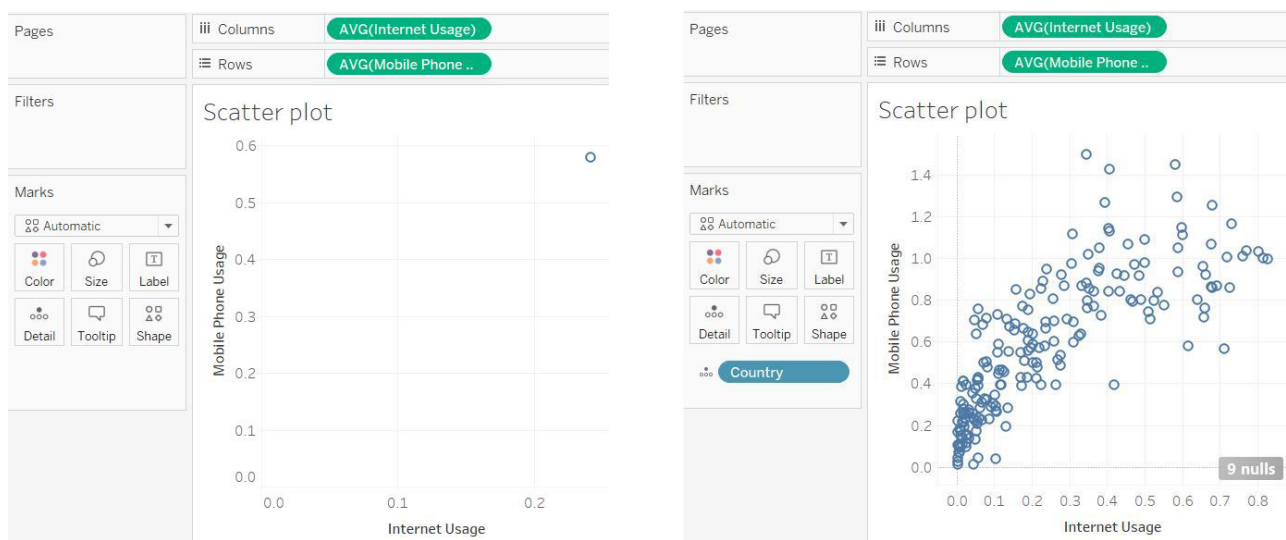 Pages
Columns
AVG(Internet Usage)
Rows
AVG(Mobile Phone ..
Filters
Scatter plot
Marks
Automatic
Color
Size
T
Label
Detail
Tooltip
Shape
0.6
0.5
0.4
0.3
0.2
0.1
0.0
Mobile Phone Usage
0.0
0.1
0.2
Internet Usage
Pages
Columns
AVG(Internet Usage)
Rows
AVG(Mobile Phone ..
Filters
Scatter plot
Marks
Automatic
Color
Size
T
Label
Detail
Tooltip
Shape
Country
1.4
1.2
1.0
0.8
0.6
0.4
0.2
0.0
Mobile Phone Usage
9 nulls
0.0 0.1 0.2 0.3 0.4 0.5 0.6 0.7 0.8
Internet Usage